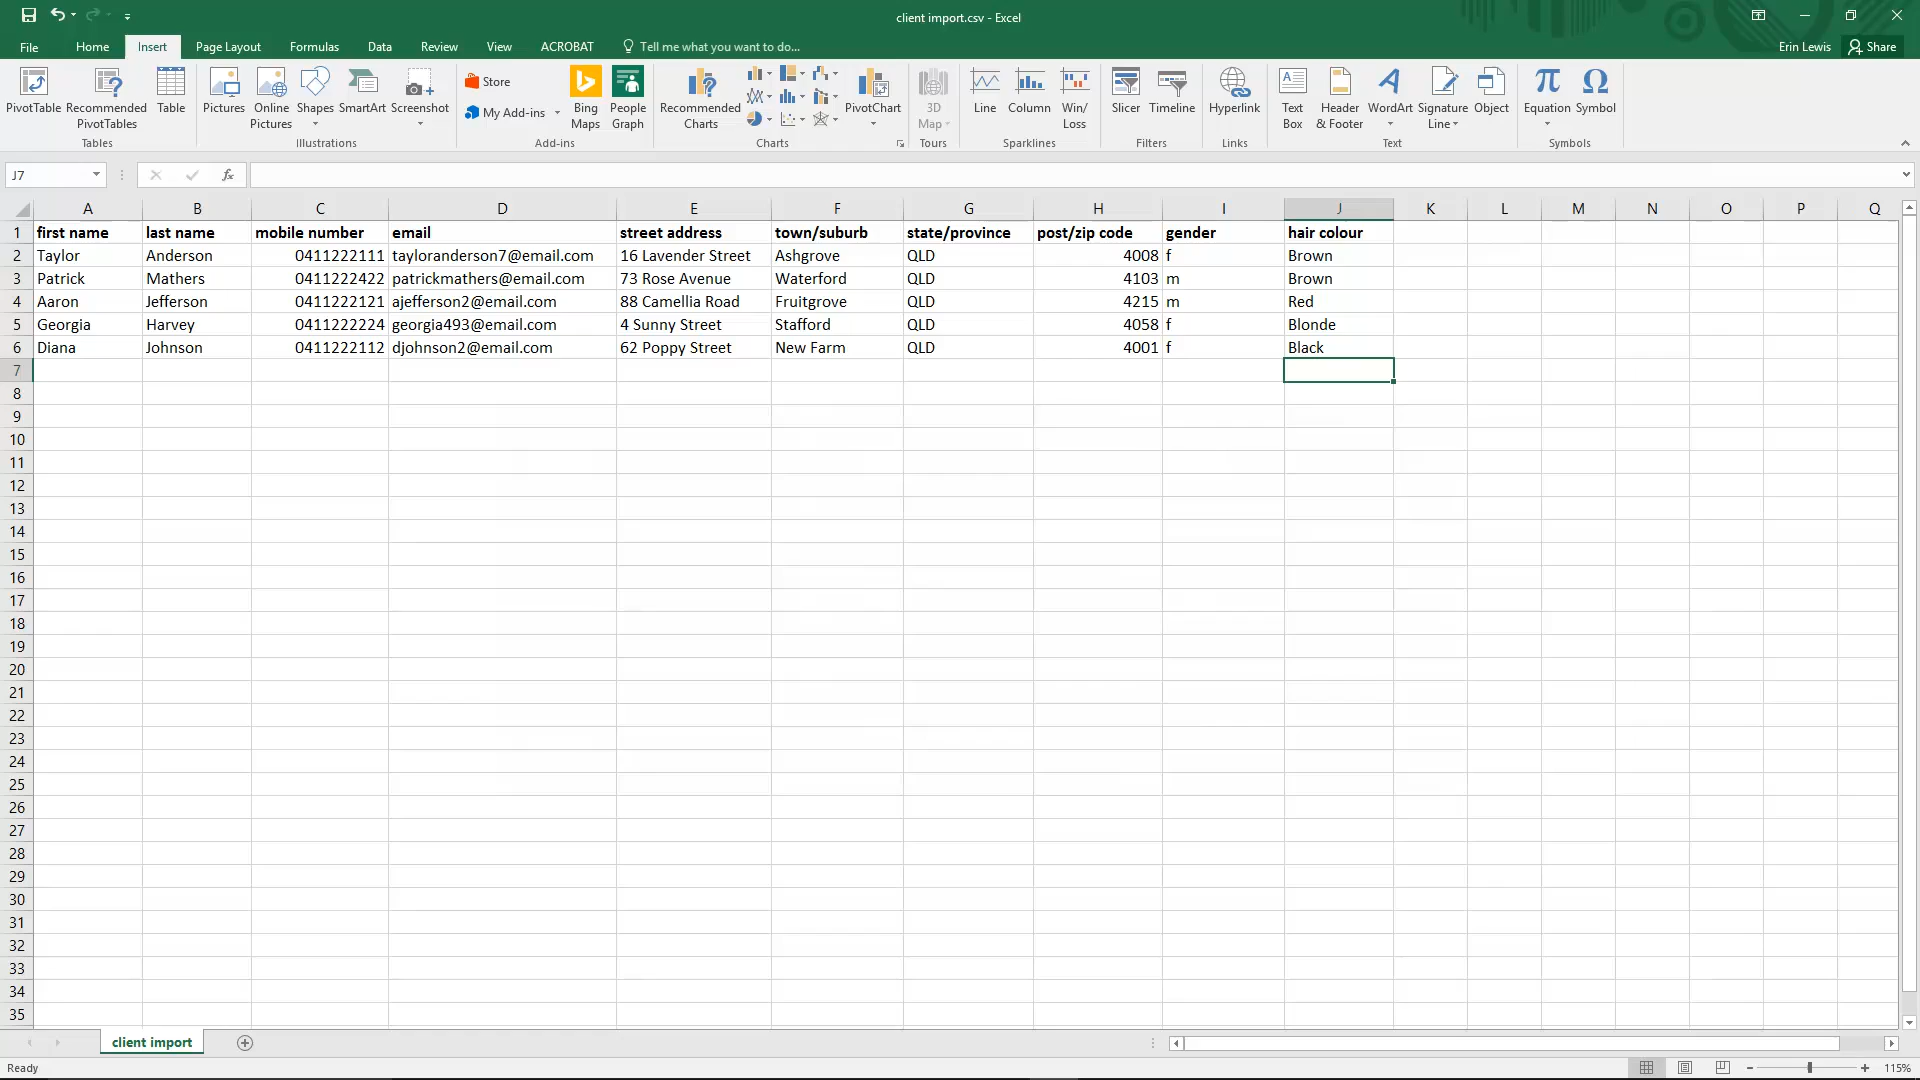 client import.csv - Excel
File Home Insert Page Layout Formulas Data Review View ACROBAT Tell me what you want to do... Erin Lewis Share
PivotTable Recommended PivotTables Table
Tables
Pictures Online Pictures Shapes SmartArt Screenshot
Illustrations
Store
My Add-ins
Bing Maps People Graph
Add-ins
Recommended Charts PivotChart
Charts
3D Map
Tours
Line Column Win/ Loss
Sparklines
Slicer Timeline
Filters
Hyperlink
Links
Text Box Header & Footer WordArt Signature Line Object
Text
Equation Symbol
Symbols
J7 fx
A B C D E F G H I J K L M N O P Q
1 first name last name mobile number email street address town/suburb state/province post/zip code gender hair colour
2 Taylor Anderson 0411222111 tayloranderson7@email.com 16 Lavender Street Ashgrove QLD 4008 f Brown
3 Patrick Mathers 0411222422 patrickmathers@email.com 73 Rose Avenue Waterford QLD 4103 m Brown
4 Aaron Jefferson 0411222121 ajefferson2@email.com 88 Camellia Road Fruitgrove QLD 4215 m Red
5 Georgia Harvey 0411222224 georgia493@email.com 4 Sunny Street Stafford QLD 4058 f Blonde
6 Diana Johnson 0411222112 djohnson2@email.com 62 Poppy Street New Farm QLD 4001 f Black
7
8
9
10
11
12
13
14
15
16
17
18
19
20
21
22
23
24
25
26
27
28
29
30
31
32
33
34
35
client import
Ready 115%